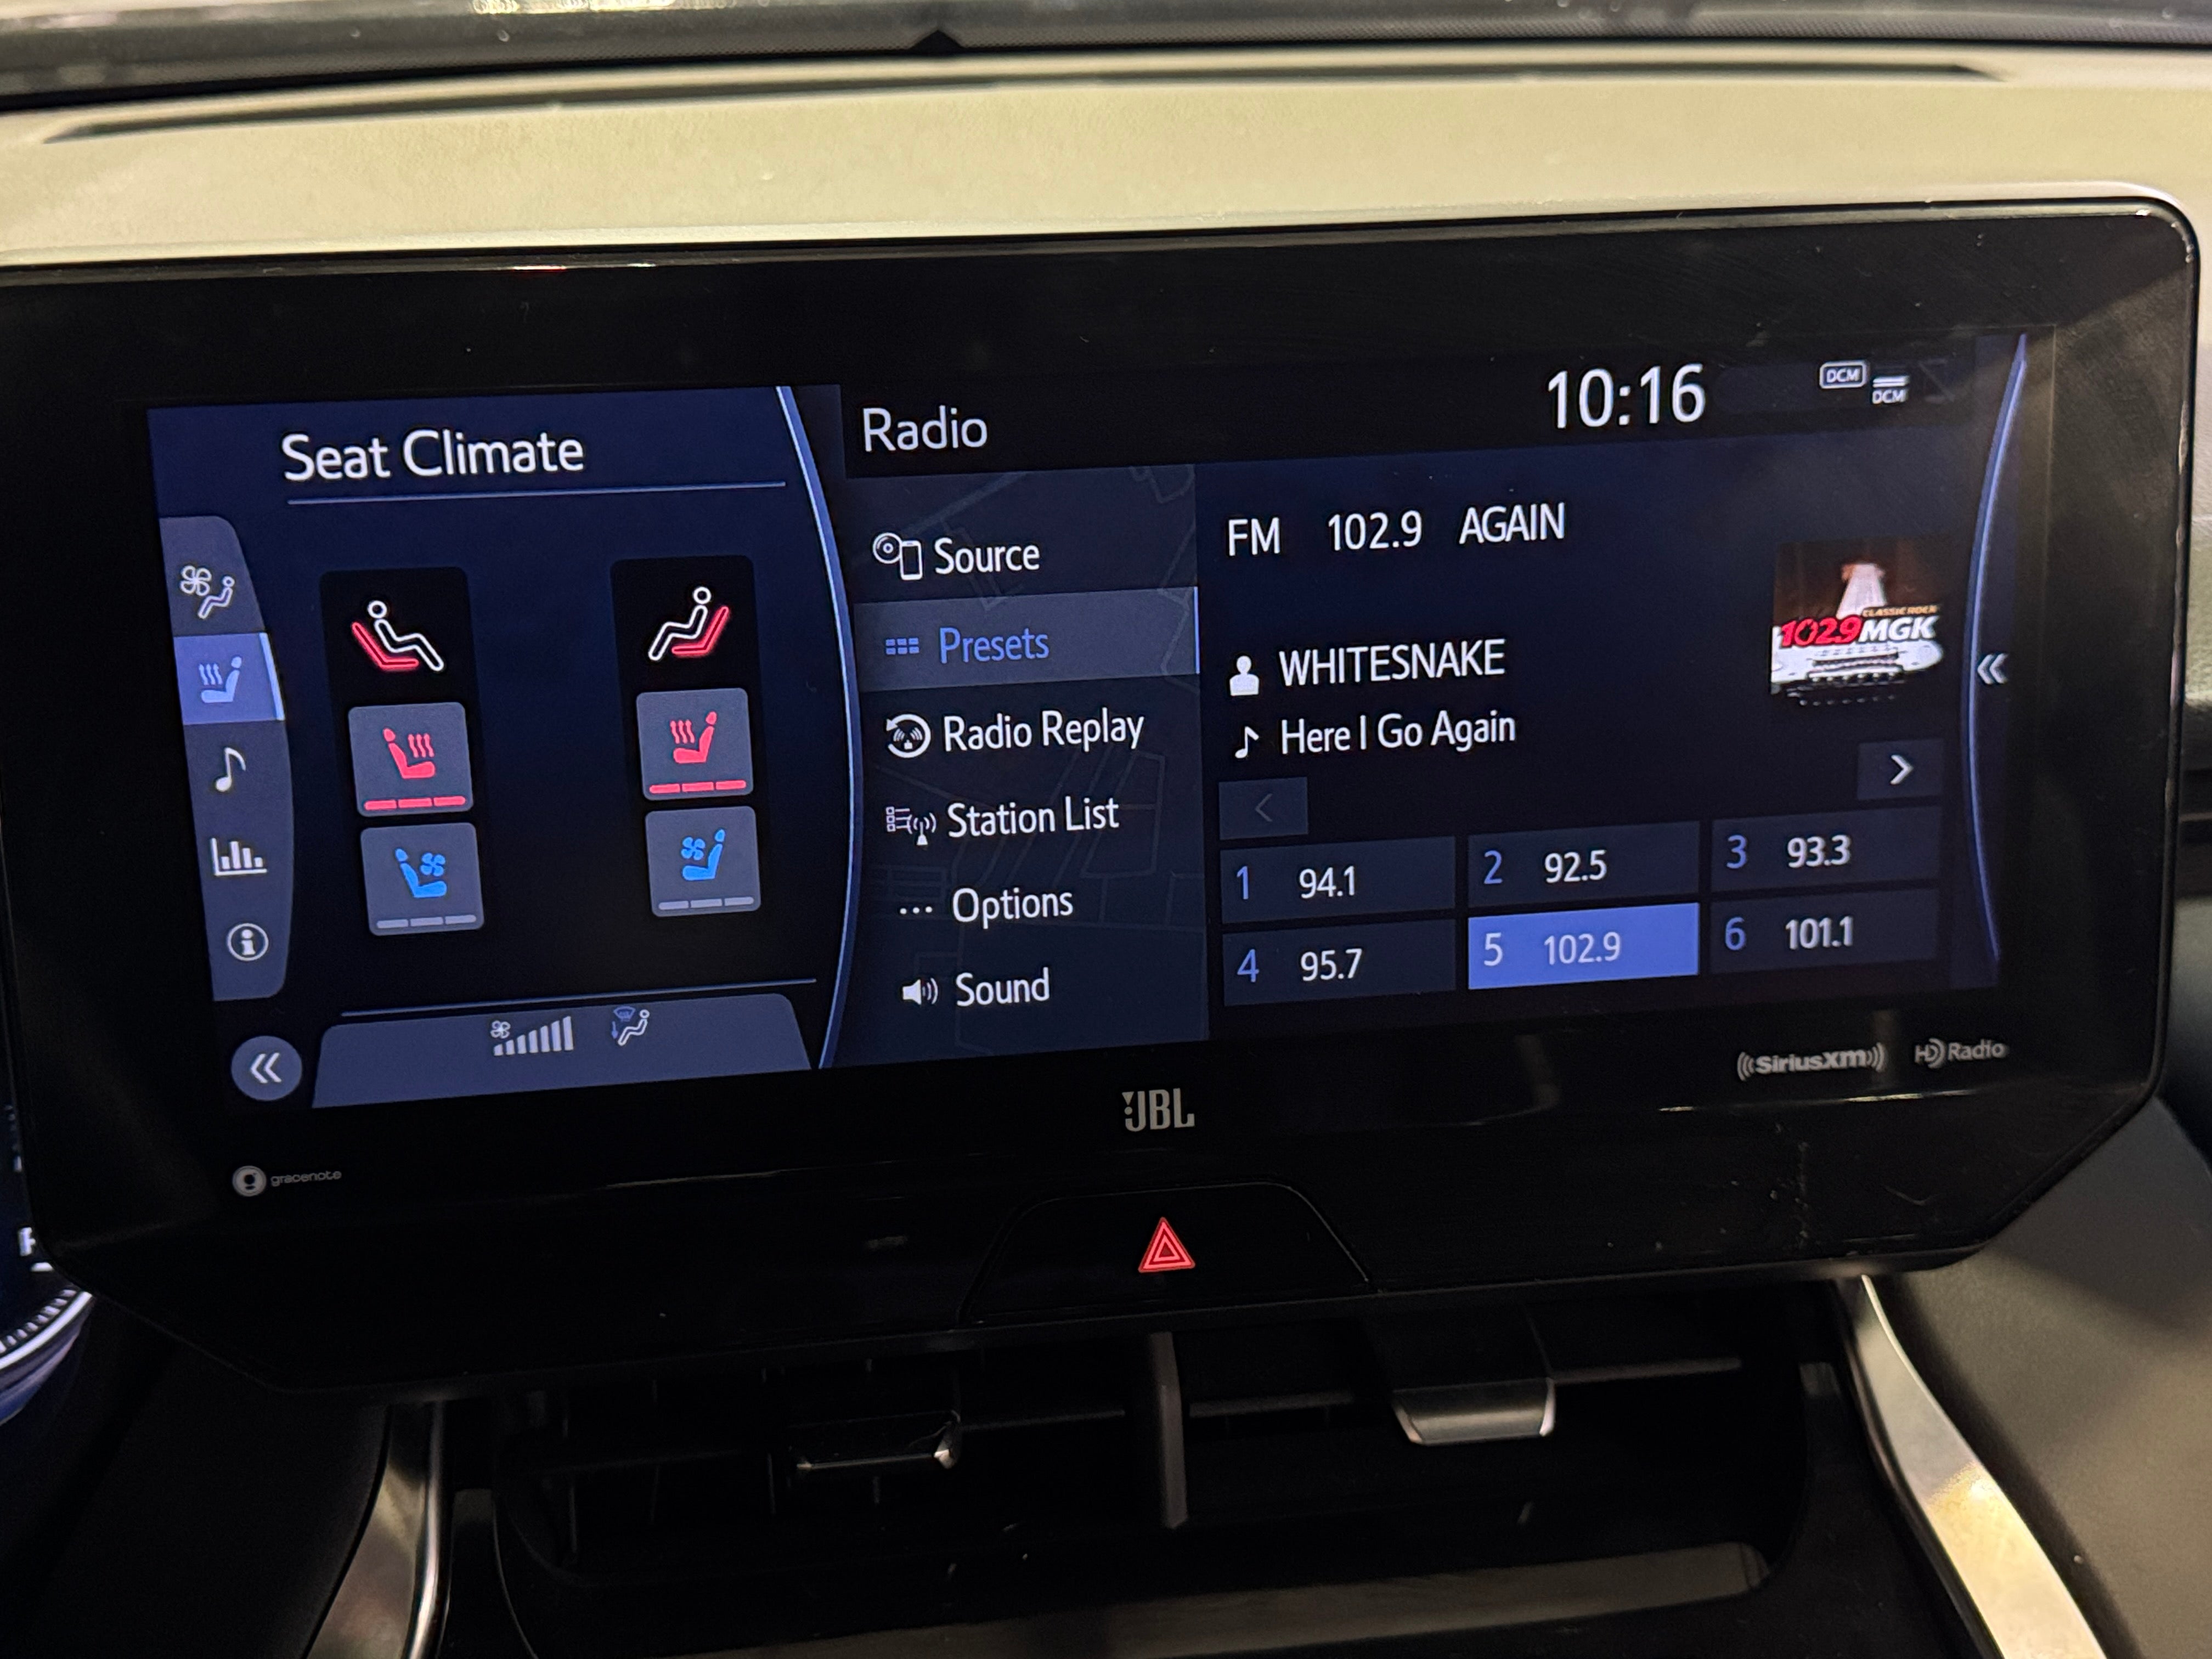 Seat Climate
Radio
10:16
DCM
DCM
Source
Presets
Radio Replay
Station List
Options
Sound
FM 102.9 AGAIN
WHITESNAKE
Here I Go Again
CLASSIC ROCK
102.9MGK
1 94.1
2 92.5
3 93.3
4 95.7
5 102.9
6 101.1
JBL
SiriusXM
HD Radio
gracenote